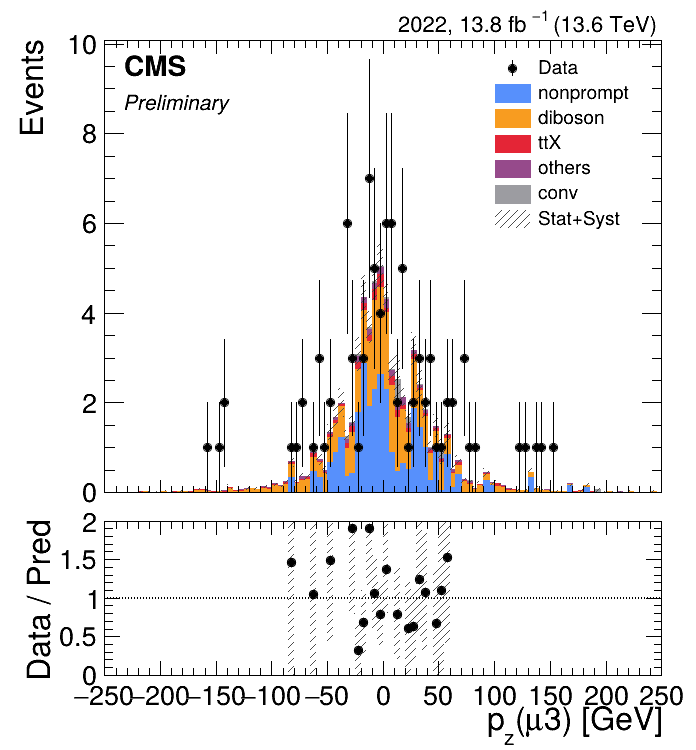 2022, 13.8 fb⁻¹ (13.6 TeV)
Events
10
8
6
4
2
0
CMS
Preliminary
Data
nonprompt
diboson
ttX
others
conv
Stat+Syst
Data / Pred
2
1.5
1
0.5
0
−250 −200 −150 −100 −50 0 50 100 150 200 250
p_z(μ3) [GeV]